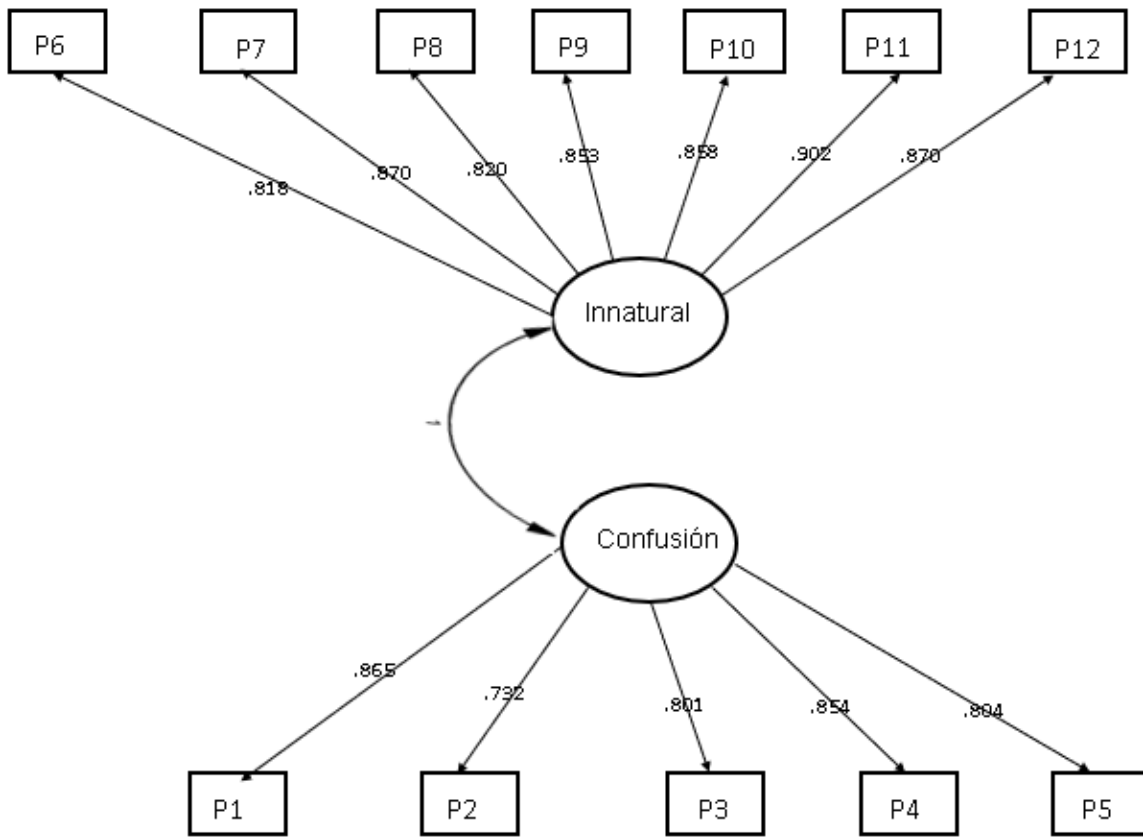 P6 P7 P8 P9 P10 P11 P12
.818 .870 .820 .853 .858 .902 .870
Innatural
1
Confusión
.865 .732 .801 .854 .804
P1 P2 P3 P4 P5